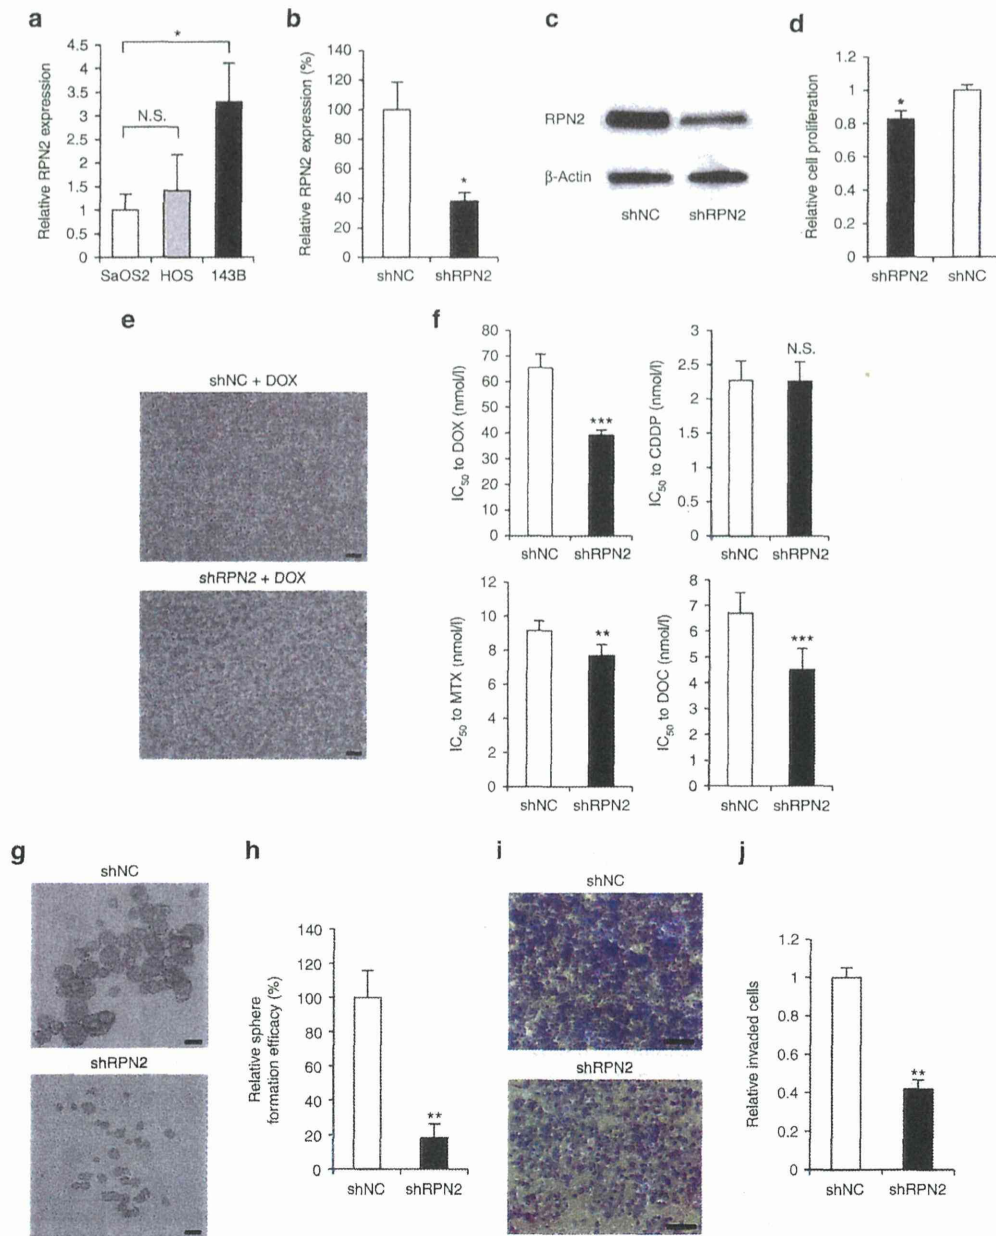 a
Relative RPN2 expression
4.5
4
3.5
3
2.5
2
1.5
1
0.5
0
*
N.S.
SaOS2 HOS 143B
b
Relative RPN2 expression (%)
140
120
100
80
60
40
20
0
*
shNC shRPN2
c
RPN2
β-Actin
shNC shRPN2
d
Relative cell proliferation
1.2
1
0.8
0.6
0.4
0.2
0
*
shRPN2 shNC
e
shNC + DOX
shRPN2 + DOX
f
IC50 to DOX (nmol/l)
80
70
60
50
40
30
20
10
0
***
shNC shRPN2
IC50 to CDDP (nmol/l)
3
2.5
2
1.5
1
0.5
0
N.S.
shNC shRPN2
IC50 to MTX (nmol/l)
12
10
8
6
4
2
0
**
shNC shRPN2
IC50 to DOC (nmol/l)
8
7
6
5
4
3
2
1
0
***
shNC shRPN2
g
shNC
shRPN2
h
Relative sphere
formation efficacy (%)
140
120
100
80
60
40
20
0
**
shNC shRPN2
i
shNC
shRPN2
j
Relative invaded cells
1.2
1
0.8
0.6
0.4
0.2
0
**
shNC shRPN2